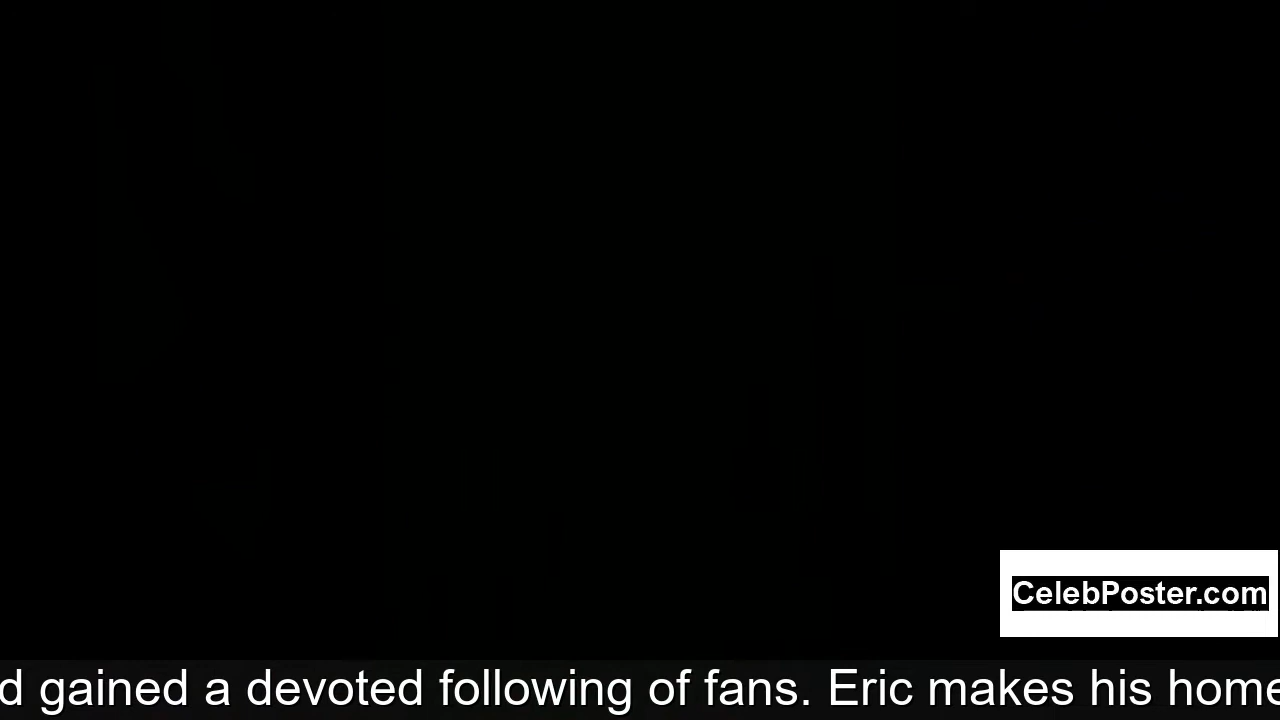 CelebPoster.com
d gained a devoted following of fans. Eric makes his home